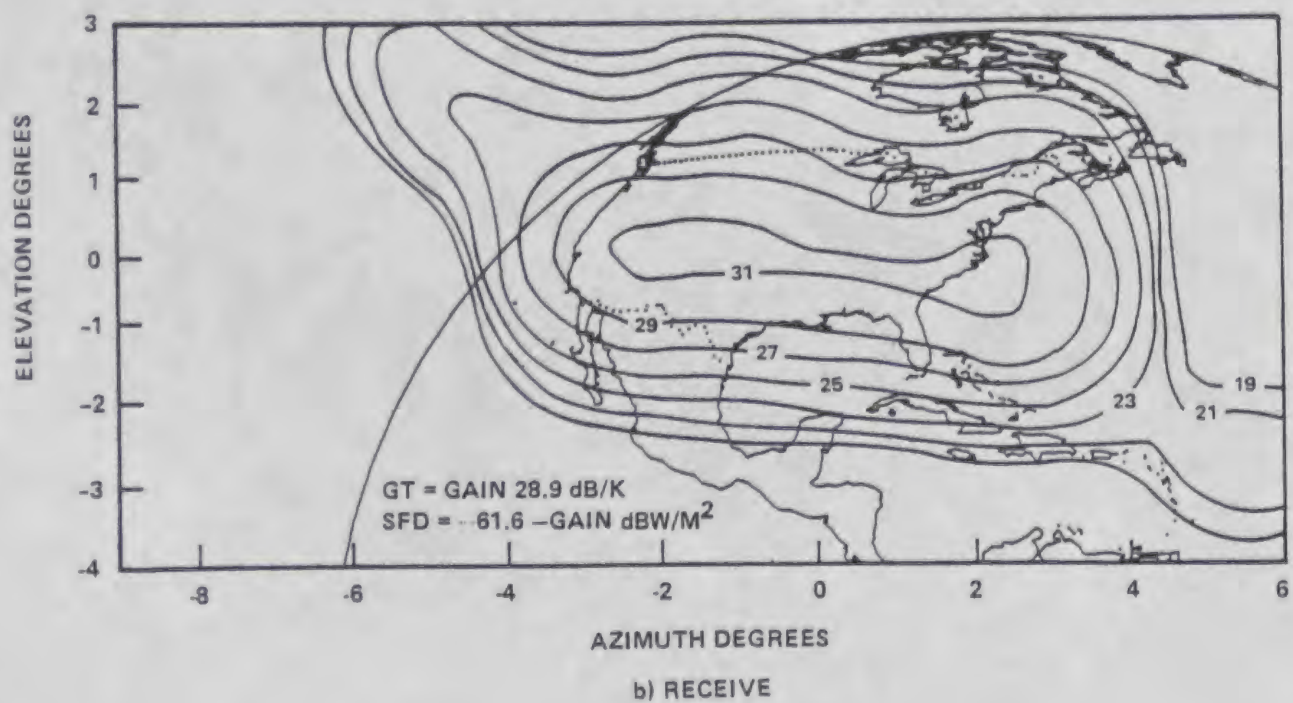 ELEVATION DEGREES
3
2
1
0
-1
-2
-3
-4
31
29
27
25
23
21
19
GT = GAIN 28.9 dB/K
SFD = -61.6 -GAIN dBW/M²
-8 -6 -4 -2 0 2 4 6
AZIMUTH DEGREES
b) RECEIVE